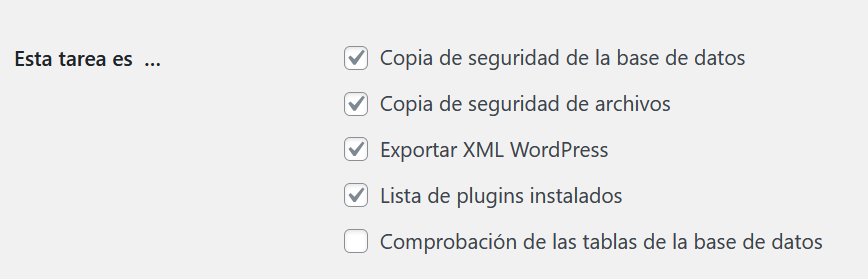 Esta tarea es ...
Copia de seguridad de la base de datos
Copia de seguridad de archivos
Exportar XML WordPress
Lista de plugins instalados
Comprobación de las tablas de la base de datos